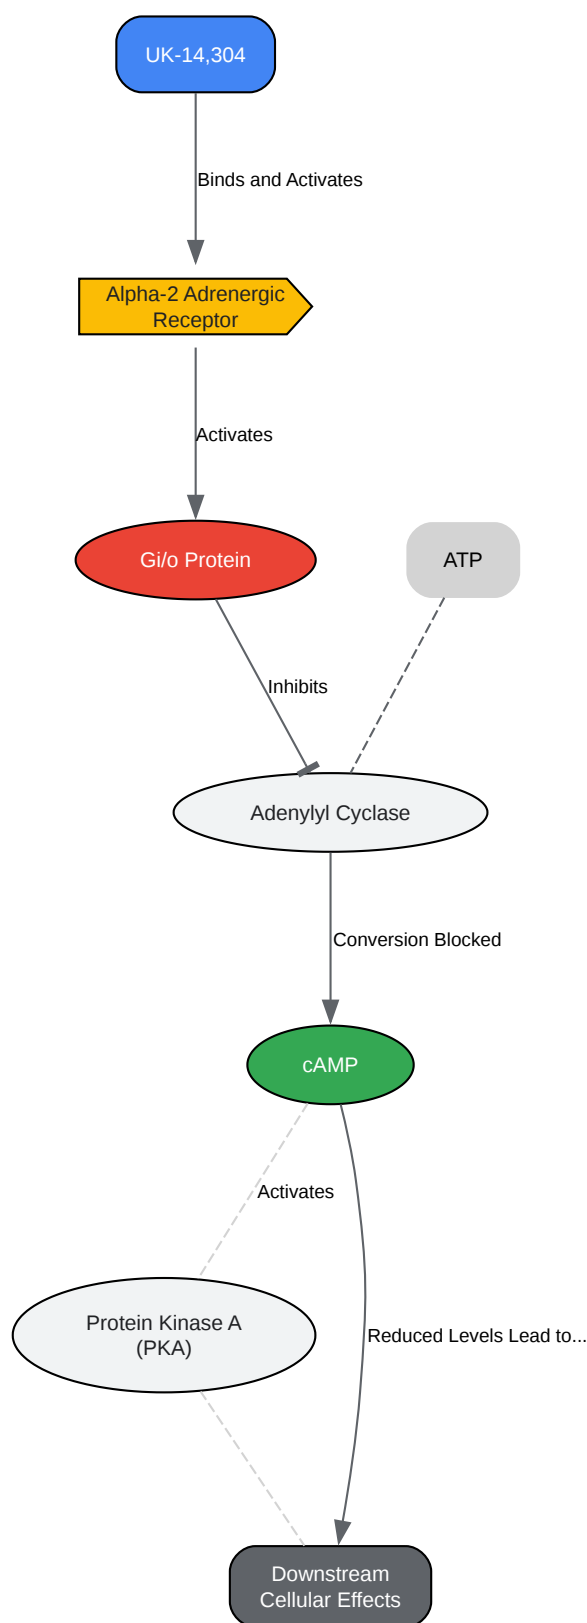 UK-14,304
Binds and Activates
Alpha-2 Adrenergic
Receptor
Activates
Gi/o Protein
ATP
Inhibits
Adenylyl Cyclase
Conversion Blocked
cAMP
Activates
Protein Kinase A
(PKA)
Reduced Levels Lead to...
Downstream
Cellular Effects